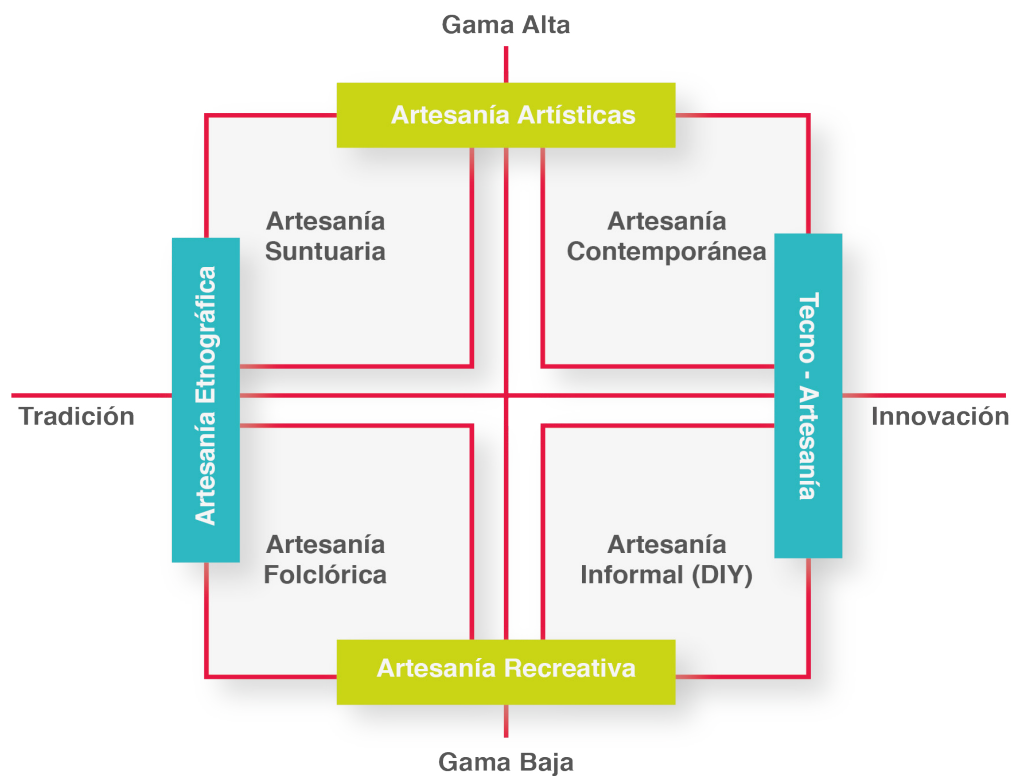 Gama Alta
Artesanía Artísticas
Artesanía
Suntuaria
Artesanía
Contemporánea
Artesanía Etnográfica
Tecno - Artesanía
Tradición
Innovación
Artesanía
Folclórica
Artesanía
Informal (DIY)
Artesanía Recreativa
Gama Baja